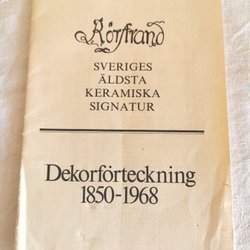 Rörstrand
SVERIGES
ÄLDSTA
KERAMISKA
SIGNATUR
Dekorförteckning
1850-1968